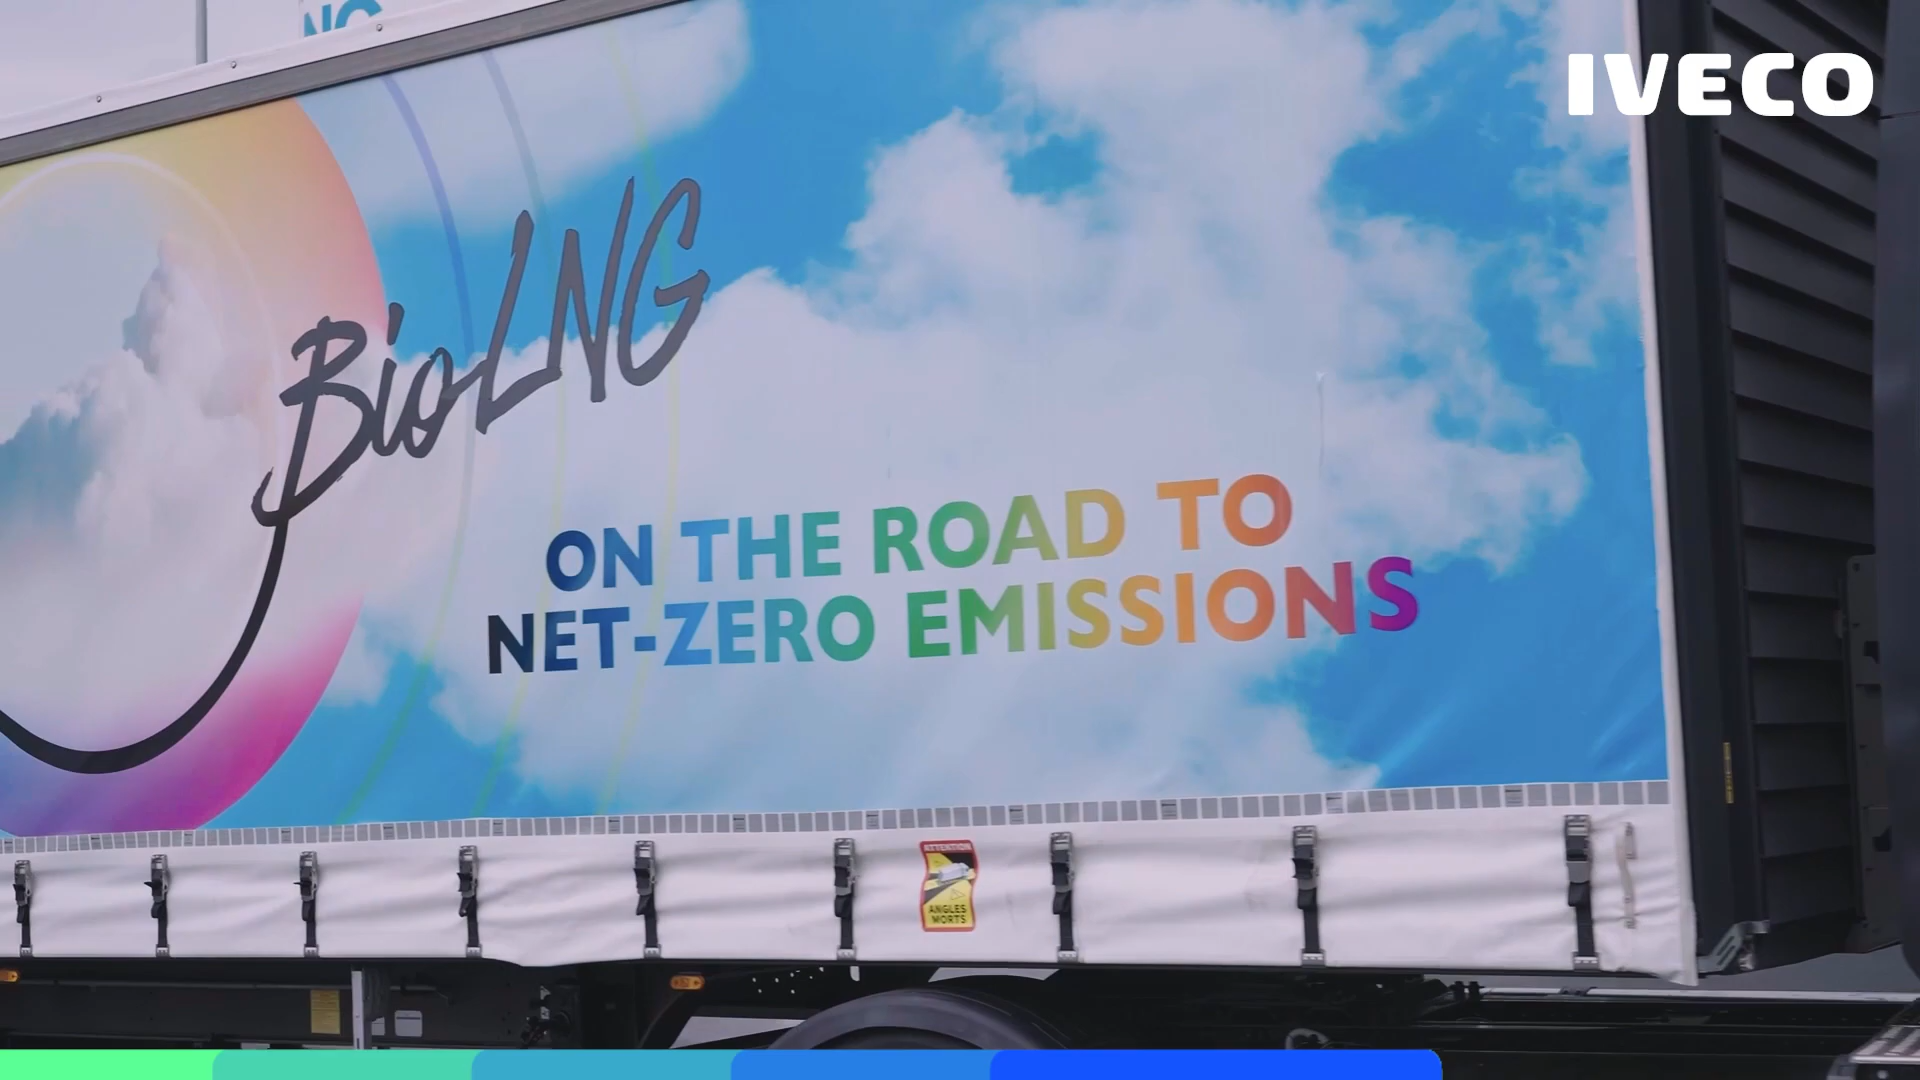 IVECO
BioLNG
ON THE ROAD TO
NET-ZERO EMISSIONS
ANGLES
MORTS